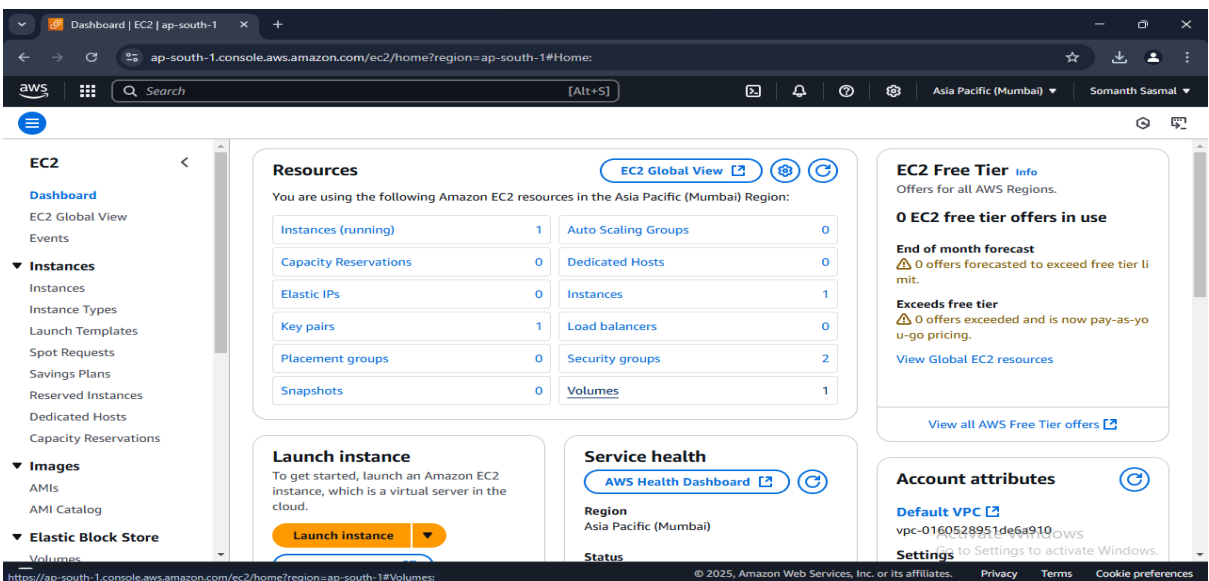 Dashboard | EC2 | ap-south-1
ap-south-1.console.aws.amazon.com/ec2/home?region=ap-south-1#Home:
aws
Search [Alt+S]
Asia Pacific (Mumbai)
Somanth Sasmal
EC2
Dashboard
EC2 Global View
Events
Instances
Instances
Instance Types
Launch Templates
Spot Requests
Savings Plans
Reserved Instances
Dedicated Hosts
Capacity Reservations
Images
AMIs
AMI Catalog
Elastic Block Store
Volumes
Resources
EC2 Global View
You are using the following Amazon EC2 resources in the Asia Pacific (Mumbai) Region:
Instances (running) 1 Auto Scaling Groups 0
Capacity Reservations 0 Dedicated Hosts 0
Elastic IPs 0 Instances 1
Key pairs 1 Load balancers 0
Placement groups 0 Security groups 2
Snapshots 0 Volumes 1
Launch instance
To get started, launch an Amazon EC2
instance, which is a virtual server in the
cloud.
Launch instance
Service health
AWS Health Dashboard
Region
Asia Pacific (Mumbai)
Status
EC2 Free Tier Info
Offers for all AWS Regions.
0 EC2 free tier offers in use
End of month forecast
0 offers forecasted to exceed free tier li
mit.
Exceeds free tier
0 offers exceeded and is now pay-as-yo
u-go pricing.
View Global EC2 resources
View all AWS Free Tier offers
Account attributes
Default VPC
vpc-0160528951de6a910
Settings
Activate Windows
Go to Settings to activate Windows.
https://ap-south-1.console.aws.amazon.com/ec2/home?region=ap-south-1#Volumes:
© 2025, Amazon Web Services, Inc. or its affiliates. Privacy Terms Cookie preferences